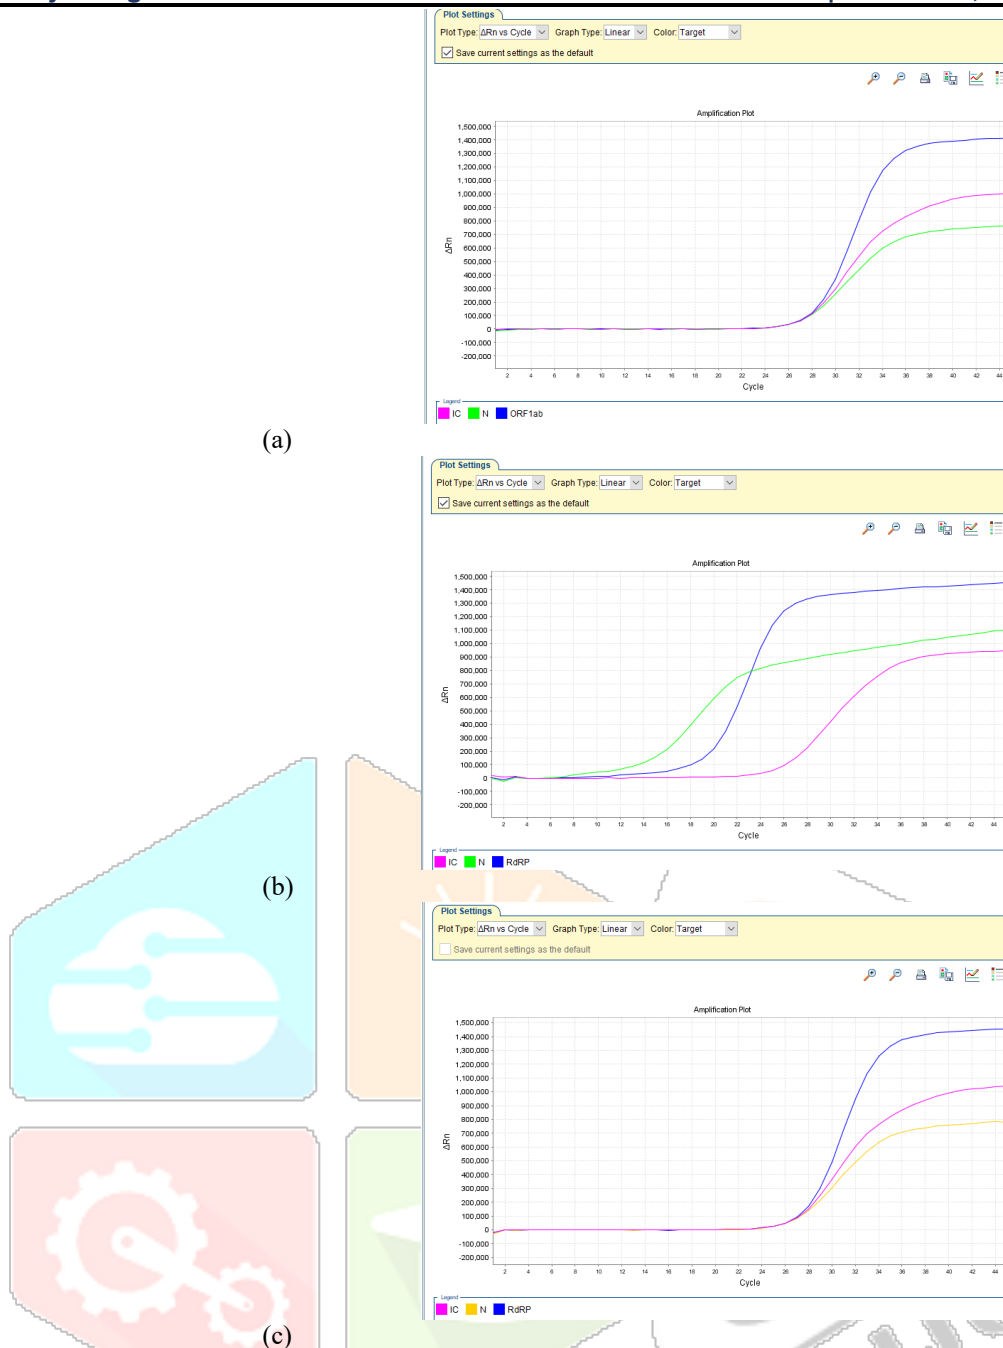 Plot Settings
Plot Type: ΔRn vs Cycle Graph Type: Linear Color: Target
Save current settings as the default
Amplification Plot
1,500,000
1,400,000
1,300,000
1,200,000
1,100,000
1,000,000
900,000
800,000
700,000
600,000
500,000
400,000
300,000
200,000
100,000
0
-100,000
-200,000
ΔRn
2 4 6 8 10 12 14 16 18 20 22 24 26 28 30 32 34 36 38 40 42 44
Cycle
Legend
IC N ORF1ab
(a)
Plot Settings
Plot Type: ΔRn vs Cycle Graph Type: Linear Color: Target
Save current settings as the default
Amplification Plot
1,500,000
1,400,000
1,300,000
1,200,000
1,100,000
1,000,000
900,000
800,000
700,000
600,000
500,000
400,000
300,000
200,000
100,000
0
-100,000
-200,000
ΔRn
2 4 6 8 10 12 14 16 18 20 22 24 26 28 30 32 34 36 38 40 42 44
Cycle
Legend
IC N RdRP
(b)
Plot Settings
Plot Type: ΔRn vs Cycle Graph Type: Linear Color: Target
Save current settings as the default
Amplification Plot
1,500,000
1,400,000
1,300,000
1,200,000
1,100,000
1,000,000
900,000
800,000
700,000
600,000
500,000
400,000
300,000
200,000
100,000
0
-100,000
-200,000
ΔRn
2 4 6 8 10 12 14 16 18 20 22 24 26 28 30 32 34 36 38 40 42 44
Cycle
Legend
IC N RdRP
(c)